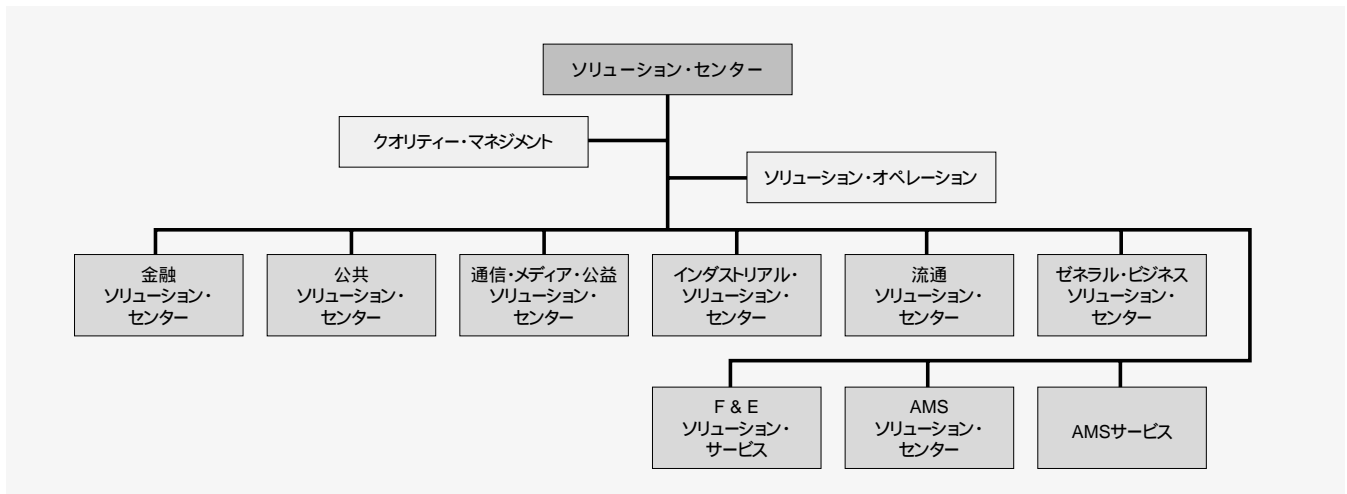 ソリューション・センター
クオリティー・マネジメント
ソリューション・オペレーション
金融
ソリューション・
センター
公共
ソリューション・
センター
通信・メディア・公益
ソリューション・
センター
インダストリアル・
ソリューション・
センター
流通
ソリューション・
センター
ゼネラル・ビジネス
ソリューション・
センター
F & E
ソリューション・
サービス
AMS
ソリューション・
センター
AMSサービス